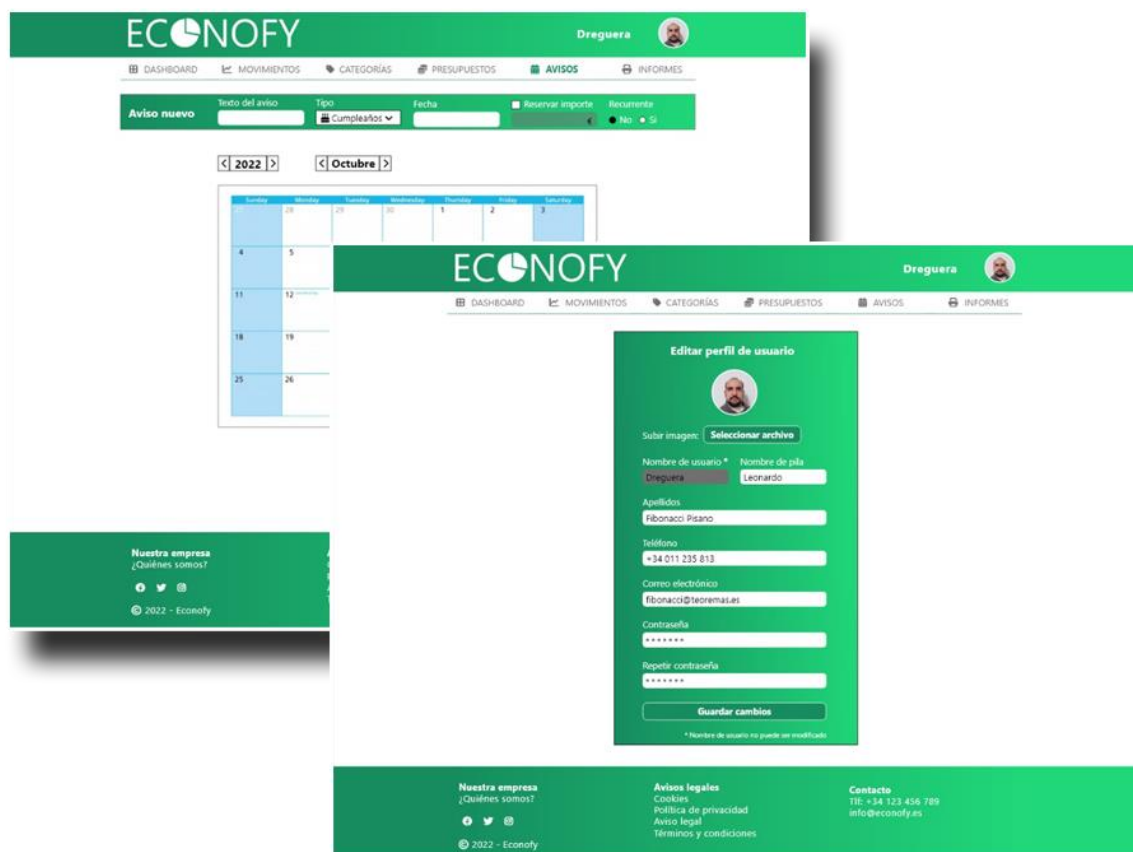 ECONOFY
Dreguera
DASHBOARD MOVIMIENTOS CATEGORÍAS PRESUPUESTOS AVISOS INFORMES
Aviso nuevo
Texto del aviso
Tipo
Cumpleaños
Fecha
Reservar importe
€
Recurrente
No Si
< 2022 >
< Octubre >
Sunday Monday Tuesday Wednesday Thursday Friday Saturday
27 28 29 30 1 2 3
4 5
11 12
18 19
25 26
Nuestra empresa
¿Quiénes somos?
© 2022 - Econofy
ECONOFY
Dreguera
DASHBOARD MOVIMIENTOS CATEGORÍAS PRESUPUESTOS AVISOS INFORMES
Editar perfil de usuario
Subir imagen: Seleccionar archivo
Nombre de usuario * Nombre de pila
Dreguera Leonardo
Apellidos
Fibonacci Pisano
Teléfono
+34 011 235 813
Correo electrónico
fibonacci@teoremas.es
Contraseña
*******
Repetir contraseña
*******
Guardar cambios
* Nombre de usuario no puede ser modificado
Nuestra empresa
¿Quiénes somos?
© 2022 - Econofy
Avisos legales
Cookies
Política de privacidad
Aviso legal
Términos y condiciones
Contacto
Tlf: +34 123 456 789
info@econofy.es